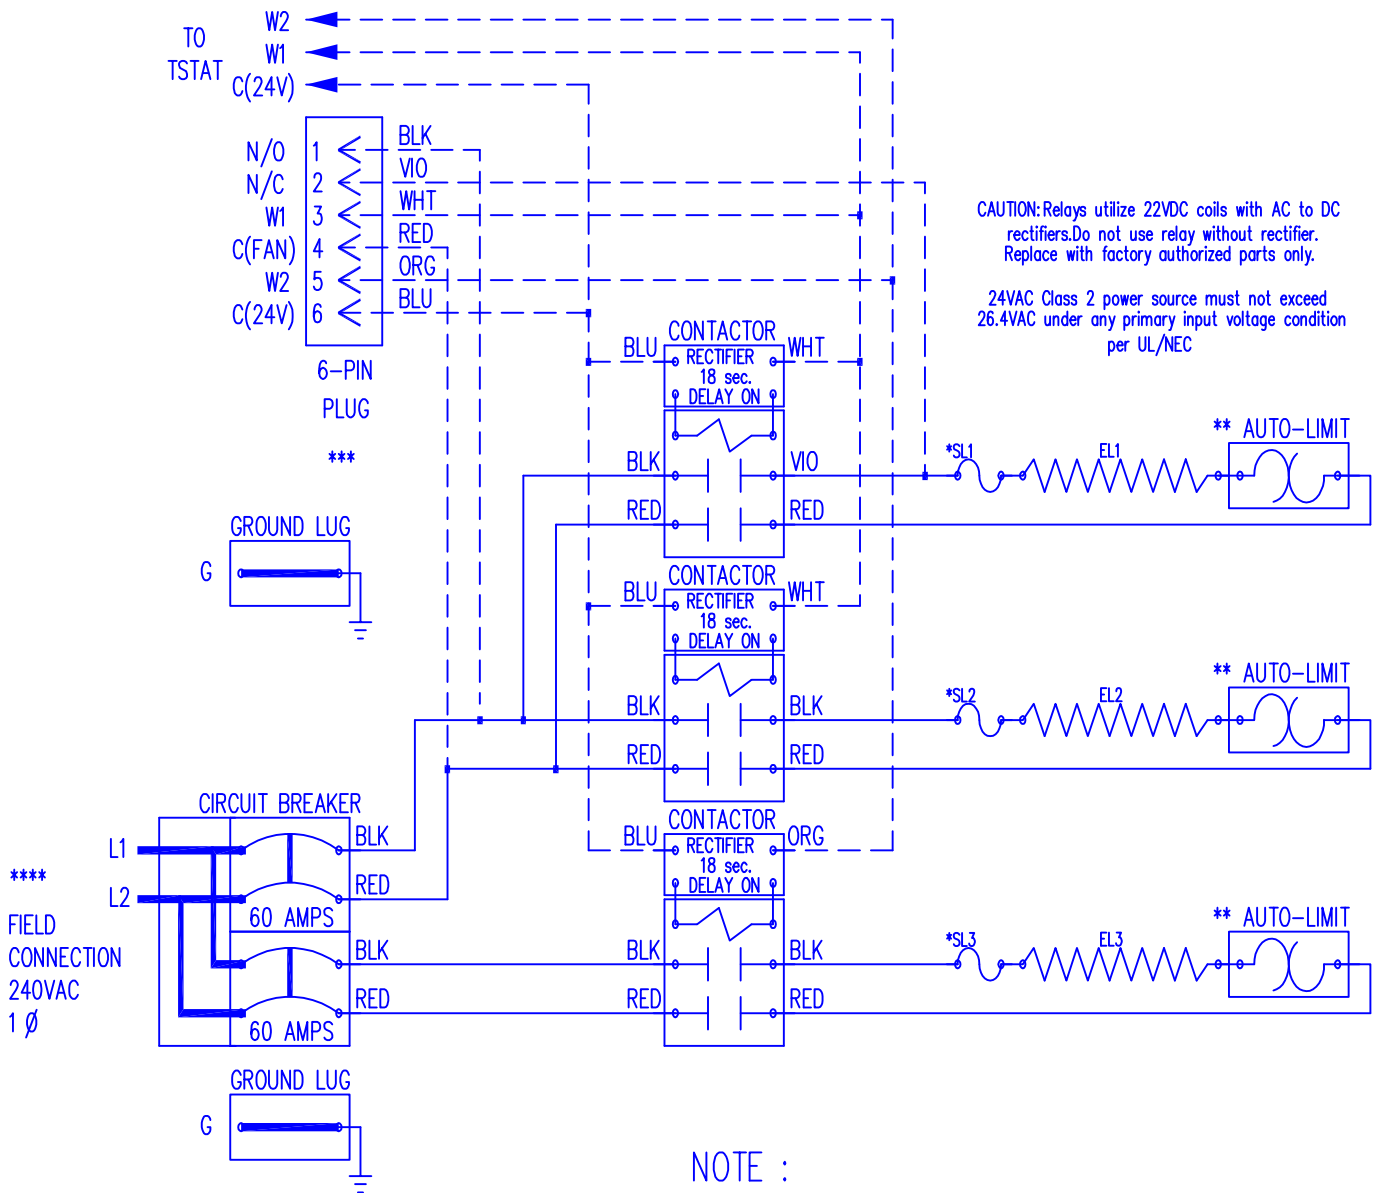 W2
TO
W1
TSTAT
C(24V)
N/O 1 BLK
N/C 2 VIO
W1 3 WHT
C(FAN) 4 RED
W2 5 ORG
C(24V) 6 BLU
6-PIN
PLUG
***
CAUTION: Relays utilize 22VDC coils with AC to DC
rectifiers.Do not use relay without rectifier.
Replace with factory authorized parts only.
24VAC Class 2 power source must not exceed
26.4VAC under any primary input voltage condition
per UL/NEC
CONTACTOR
BLU RECTIFIER WHT
18 sec.
DELAY ON
BLK VIO *SL1 EL1 ** AUTO-LIMIT
RED RED
GROUND LUG
G
CONTACTOR
BLU RECTIFIER WHT
18 sec.
DELAY ON
BLK BLK *SL2 EL2 ** AUTO-LIMIT
RED RED
CIRCUIT BREAKER
L1 BLK
L2 RED
60 AMPS
BLK
RED
60 AMPS
****
FIELD
CONNECTION
240VAC
1 Ø
CONTACTOR
BLU RECTIFIER ORG
18 sec.
DELAY ON
BLK *SL3 EL3 ** AUTO-LIMIT
RED RED
GROUND LUG
G
NOTE :